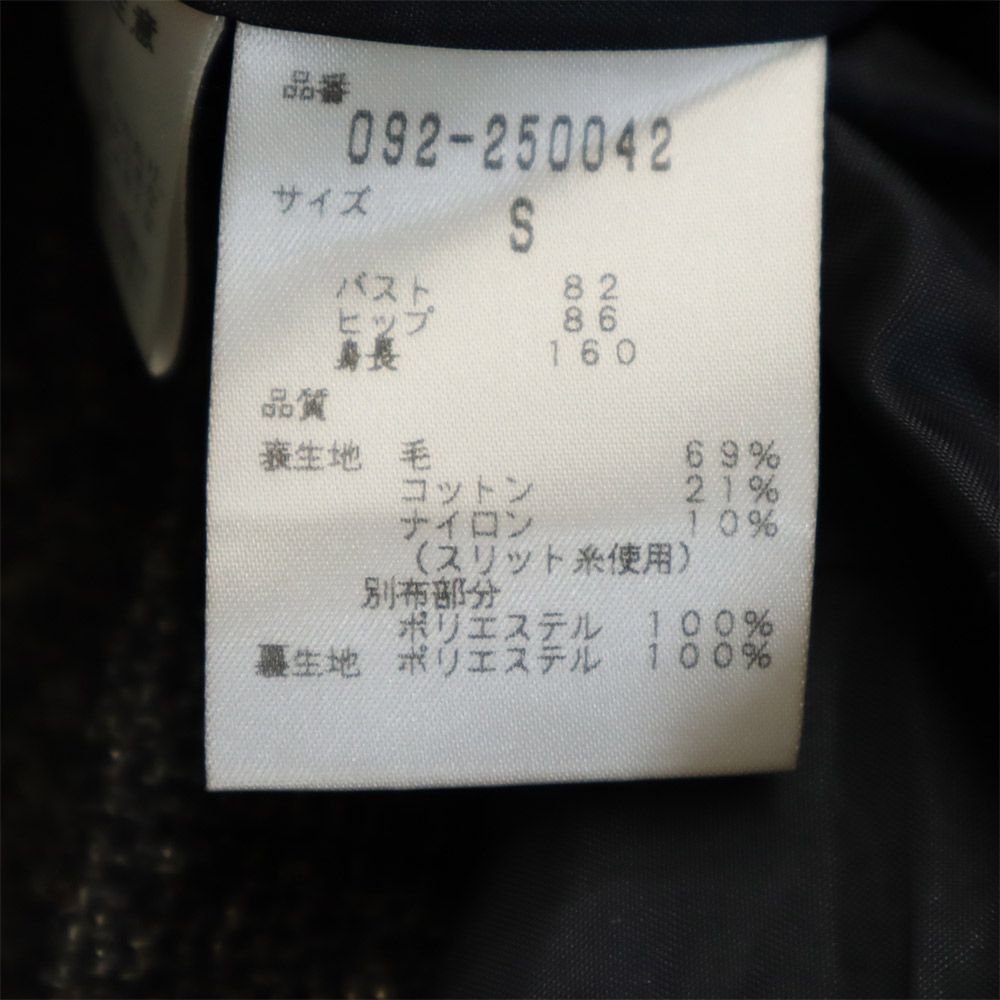 品番
092-250042
サイズ
S
バスト 82
ヒップ 86
身長 160
品質
表生地 毛 69%
コットン 21%
ナイロン 10%
(スリット糸使用)
別布部分
ポリエステル 100%
裏生地 ポリエステル 100%
意